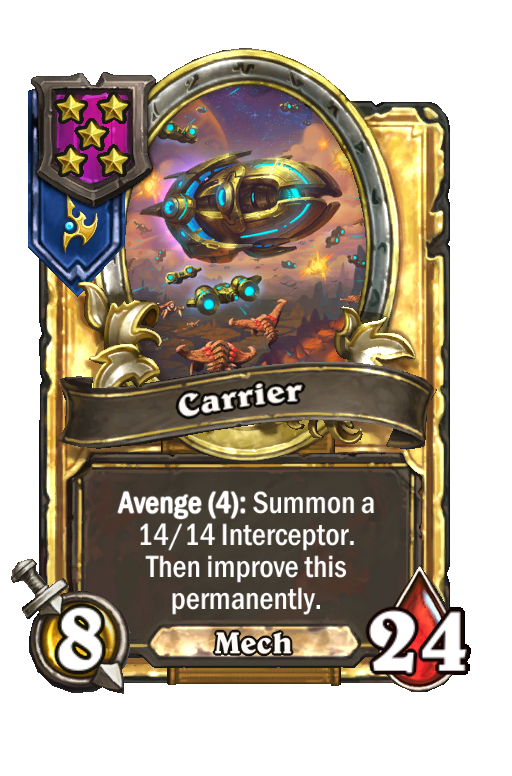 Carrier
Avenge (4): Summon a
14/14 Interceptor.
Then improve this
permanently.
8
Mech
24